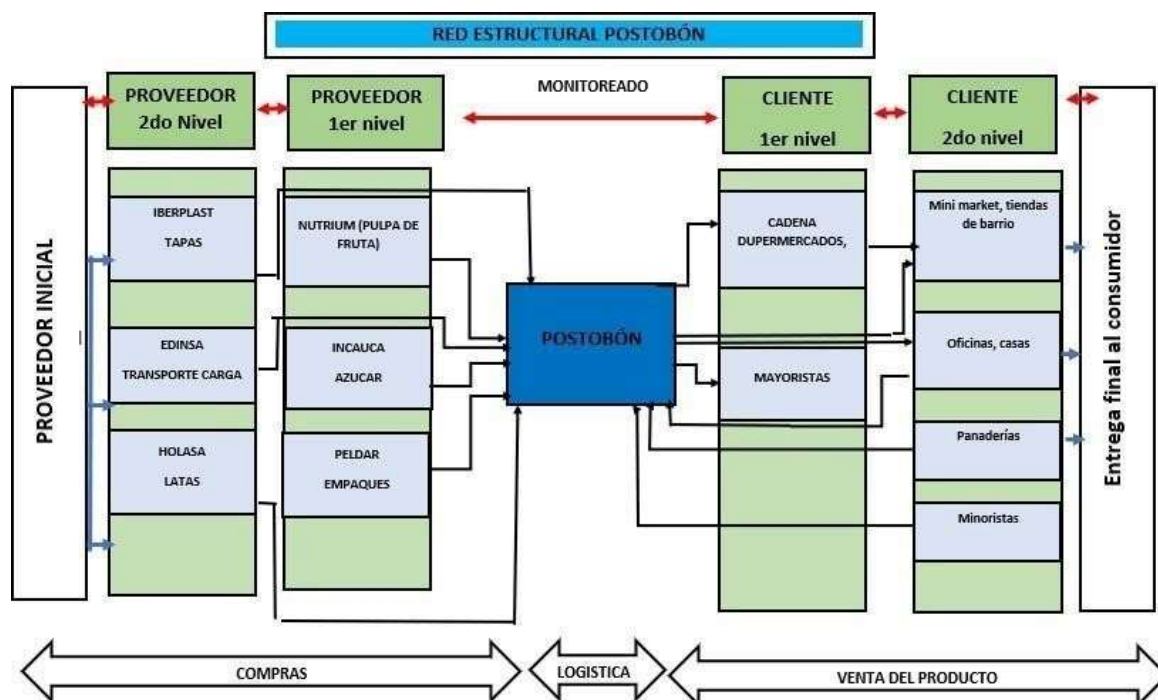 RED ESTRUCTURAL POSTOBÓN
PROVEEDOR INICIAL
PROVEEDOR
2do Nivel
PROVEEDOR
1er nivel
MONITOREADO
CLIENTE
1er nivel
CLIENTE
2do nivel
IBERPLAST
TAPAS
EDINSA
TRANSPORTE CARGA
HOLASA
LATAS
NUTRIUM (PULPA DE
FRUTA)
INCAUCA
AZUCAR
PELDAR
EMPAQUES
POSTOBÓN
CADENA
DUPERMERCADOS,
MAYORISTAS
Mini market, tiendas
de barrio
Oficinas, casas
Panaderías
Minoristas
Entrega final al consumidor
COMPRAS
LOGISTICA
VENTA DEL PRODUCTO